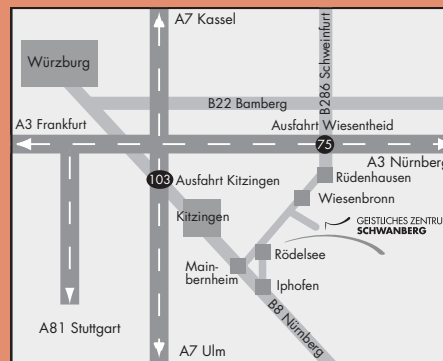 A7 Kassel
Würzburg
B286 Schweinfurt
B22 Bamberg
A3 Frankfurt
Ausfahrt Wiesentheid
75
A3 Nürnberg
103 Ausfahrt Kitzingen
Rüdenhausen
Wiesenbronn
Kitzingen
GEISTLICHES ZENTRU
SCHWANBERG
Rödelsee
Main-
bernheim
Iphofen
B8 Nürnberg
A81 Stuttgart
A7 Ulm